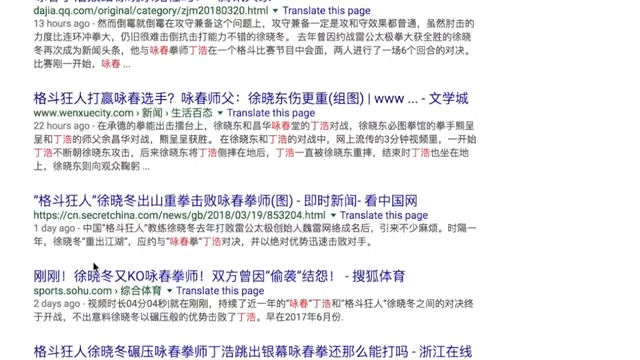 dajia.qq.com/original/category/zjm20180320.html ▼ Translate this page
13 hours ago - 然而倒霉就倒霉在攻守兼备这个问题上，攻守兼备一定是攻和守效果都普通，虽然肘击的
力度比连环冲拳大，仍旧很难击倒抗击打能力不错的徐晓冬。 去年曾因约战雷公太极拳大获全胜的徐晓
冬再次成为新闻头条，他与咏春拳手丁浩在一个格斗比赛节目中会面，两人进行了一场6个回合的对决。
比赛刚一开始，咏春 ...
格斗狂人打赢咏春选手？咏春师父：徐晓东伤更重(组图) | www ... - 文学城
www.wenxuecity.com › 新闻 › 生活百态 ▼ Translate this page
22 hours ago - 在承德的拳能出击擂台上，徐晓东和昌华咏春堂的丁浩对战，徐晓东必图拳馆的拳手熊呈
呈和丁浩的师父余昌华对战，熊呈呈获胜。 在徐晓东和丁浩的对战中，网上流传的3分钟视频里，一开始
丁浩不断朝徐晓东攻击，后来徐晓东将丁浩侧摔在地后，丁浩一直被徐晓东重摔，结束时丁浩也坐在地
上，徐晓东则向观众鞠躬 ...
“格斗狂人”徐晓冬出山重拳击败咏春拳师(图) - 即时新闻- 看中国网
https://cn.secretchina.com/news/gb/2018/03/19/853204.html ▼ Translate this page
1 day ago - 中国“格斗狂人”教练徐晓冬去年打败雷公太极创始人魏雷网络成名后，引来不少麻烦。时隔一
年，徐晓冬“重出江湖”，应约与“咏春拳”丁浩对决，并以绝对优势迅速击败对手。
刚刚！徐晓冬又KO咏春拳师！双方曾因“偷袭”结怨！ - 搜狐体育
sports.sohu.com › 综合体育 ▼ Translate this page
2 days ago - 视频时长04分04秒)就在刚刚，持续了近一年的“咏春”丁浩和“格斗狂人”徐晓冬之间的对决终
于开战，不出意料徐晓冬以碾压般的优势击败了丁浩。早在2017年6月份.
格斗狂人徐晓冬碾压咏春拳师丁浩跳出银幕咏春拳还那么能打吗 - 浙江在线